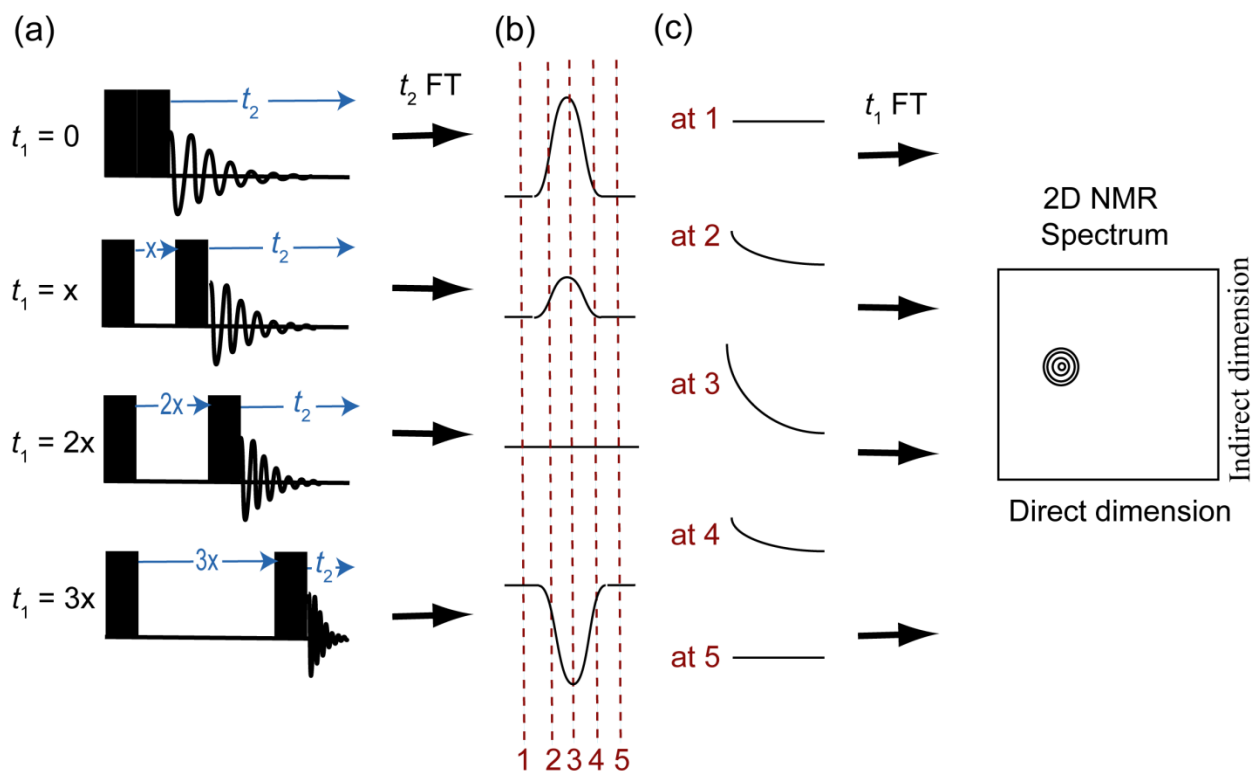 (a)
(b)
(c)
t2
t2 FT
t1 = 0
at 1
t1 FT
x
t2
at 2
t1 = x
2D NMR
Spectrum
2x
t2
at 3
t1 = 2x
Indirect dimension
Direct dimension
3x
t2
at 4
t1 = 3x
at 5
1 2 3 4 5